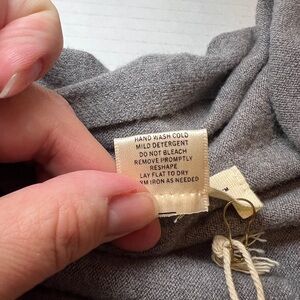 HAND WASH COLD
MILD DETERGENT
DO NOT BLEACH
REMOVE PROMPTLY
RESHAPE
LAY FLAT TO DRY
IRON AS NEEDED